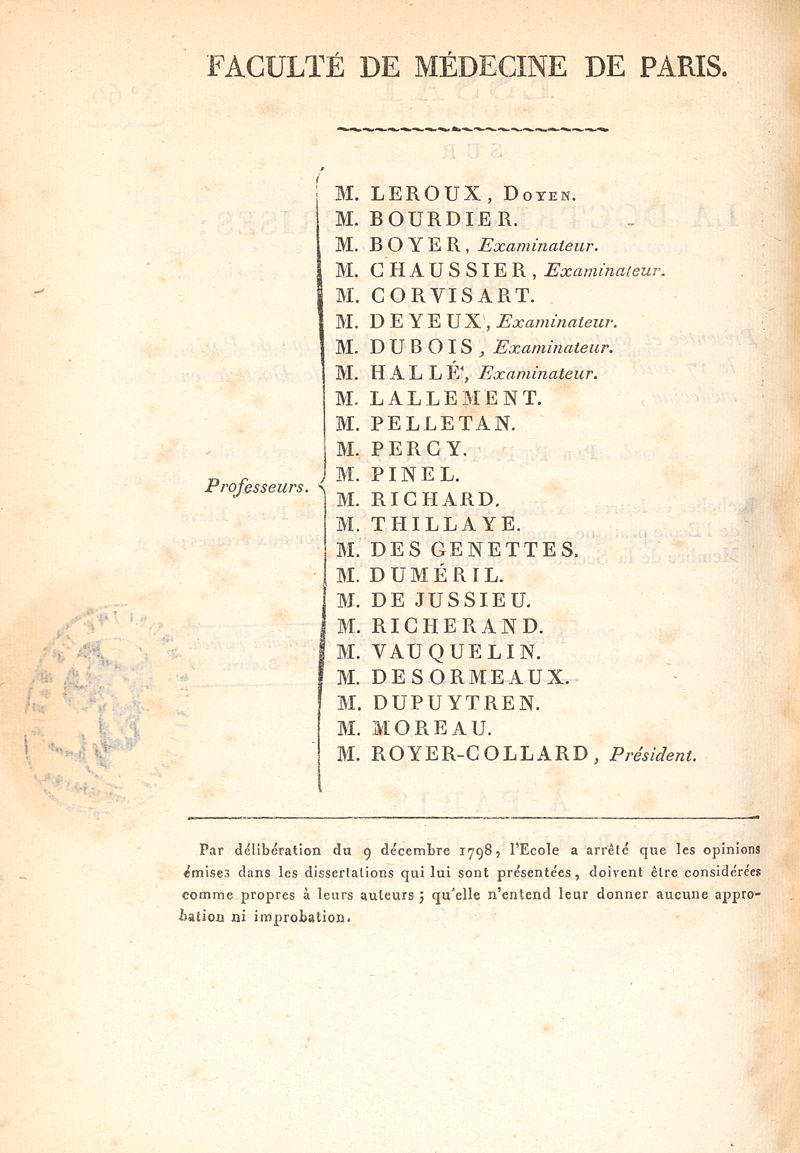 FACULTÉ DE MÉDECINE DE PARIS.
M. LEROUX, DOYEN.
M. BOURDIER.
M. BOYER, Examinateur.
M. CHAUSSIER, Examinateur.
M. CORVISART.
M. DEYEUX, Examinateur.
M. DUBOIS, Examinateur.
M. HALLÉ, Examinateur.
M. LALLEMENT.
M. PELLETAN.
M. PERCY.
M. PINEL.
Professeurs.
M. RICHARD.
M. THILLAYE.
M. DES GENETTES.
M. DUMÉRIL.
M. DE JUSSIEU.
M. RICHERAND.
M. VAUQUELIN.
M. DESORMEAUX.
M. DUPUYTREN.
M. MOREAU.
M. ROYER-COLLARD, Président.
Par délibération du 9 décembre 1798, l'Ecole a arrêté que les opinions
émises dans les dissertations qui lui sont présentées, doivent être considérées
comme propres à leurs auteurs ; qu'elle n'entend leur donner aucune appro-
bation ni improbation.